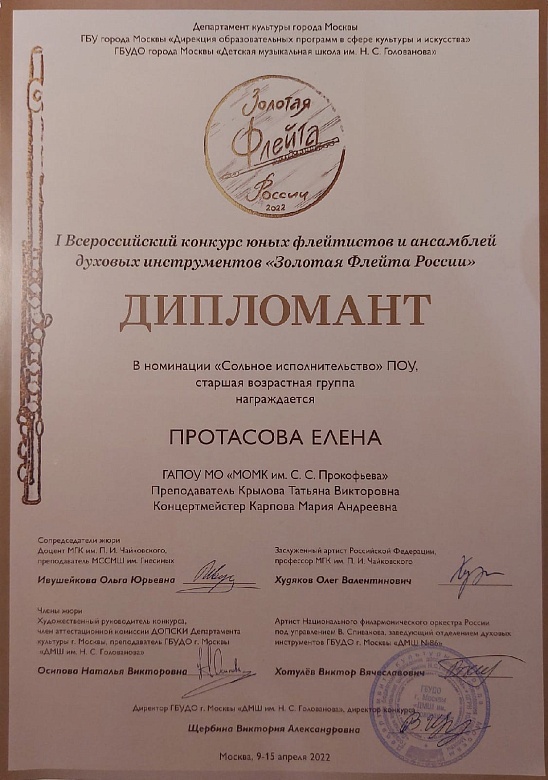 Департамент культуры города Москвы
ГБУ города Москвы «Дирекция образовательных программ в сфере культуры и искусства»
ГБУДО города Москвы «Детская музыкальная школа им. Н. С. Голованова»
Золотая
Флейта
России
2022
I Всероссийский конкурс юных флейтистов и ансамблей
духовых инструментов «Золотая Флейта России»
ДИПЛОМАНТ
В номинации «Сольное исполнительство» ПОУ,
старшая возрастная группа
награждается
ПРОТАСОВА ЕЛЕНА
ГАПОУ МО «МОМК им. С. С. Прокофьева»
Преподаватель Крылова Татьяна Викторовна
Концертмейстер Карпова Мария Андреевна
Сопредседатели жюри
Доцент МГК им. П. И. Чайковского,
преподаватель МССМШ им. Гнесиных
Ивушейкова Ольга Юрьевна
Заслуженный артист Российской Федерации,
профессор МГК им. П. И. Чайковского
Худяков Олег Валентинович
Члены жюри
Художественный руководитель конкурса,
член аттестационной комиссии ДОПСКИ Департамента
культуры г. Москвы, преподаватель ГБУДО г. Москвы
«ДМШ им. Н. С. Голованова»
Осипова Наталья Викторовна
Артист Национального филармонического оркестра России
под управлением В. Спивакова, заведующий отделением духовых
инструментов ГБУДО г. Москвы «ДМШ №86»
Хотулёв Виктор Вячеславович
Директор ГБУДО г. Москвы «ДМШ им. Н. С. Голованова», директор конкурса
Щербина Виктория Александровна
ГБУДО
г. Москвы
«ДМШ им.
Москва, 9-15 апреля 2022